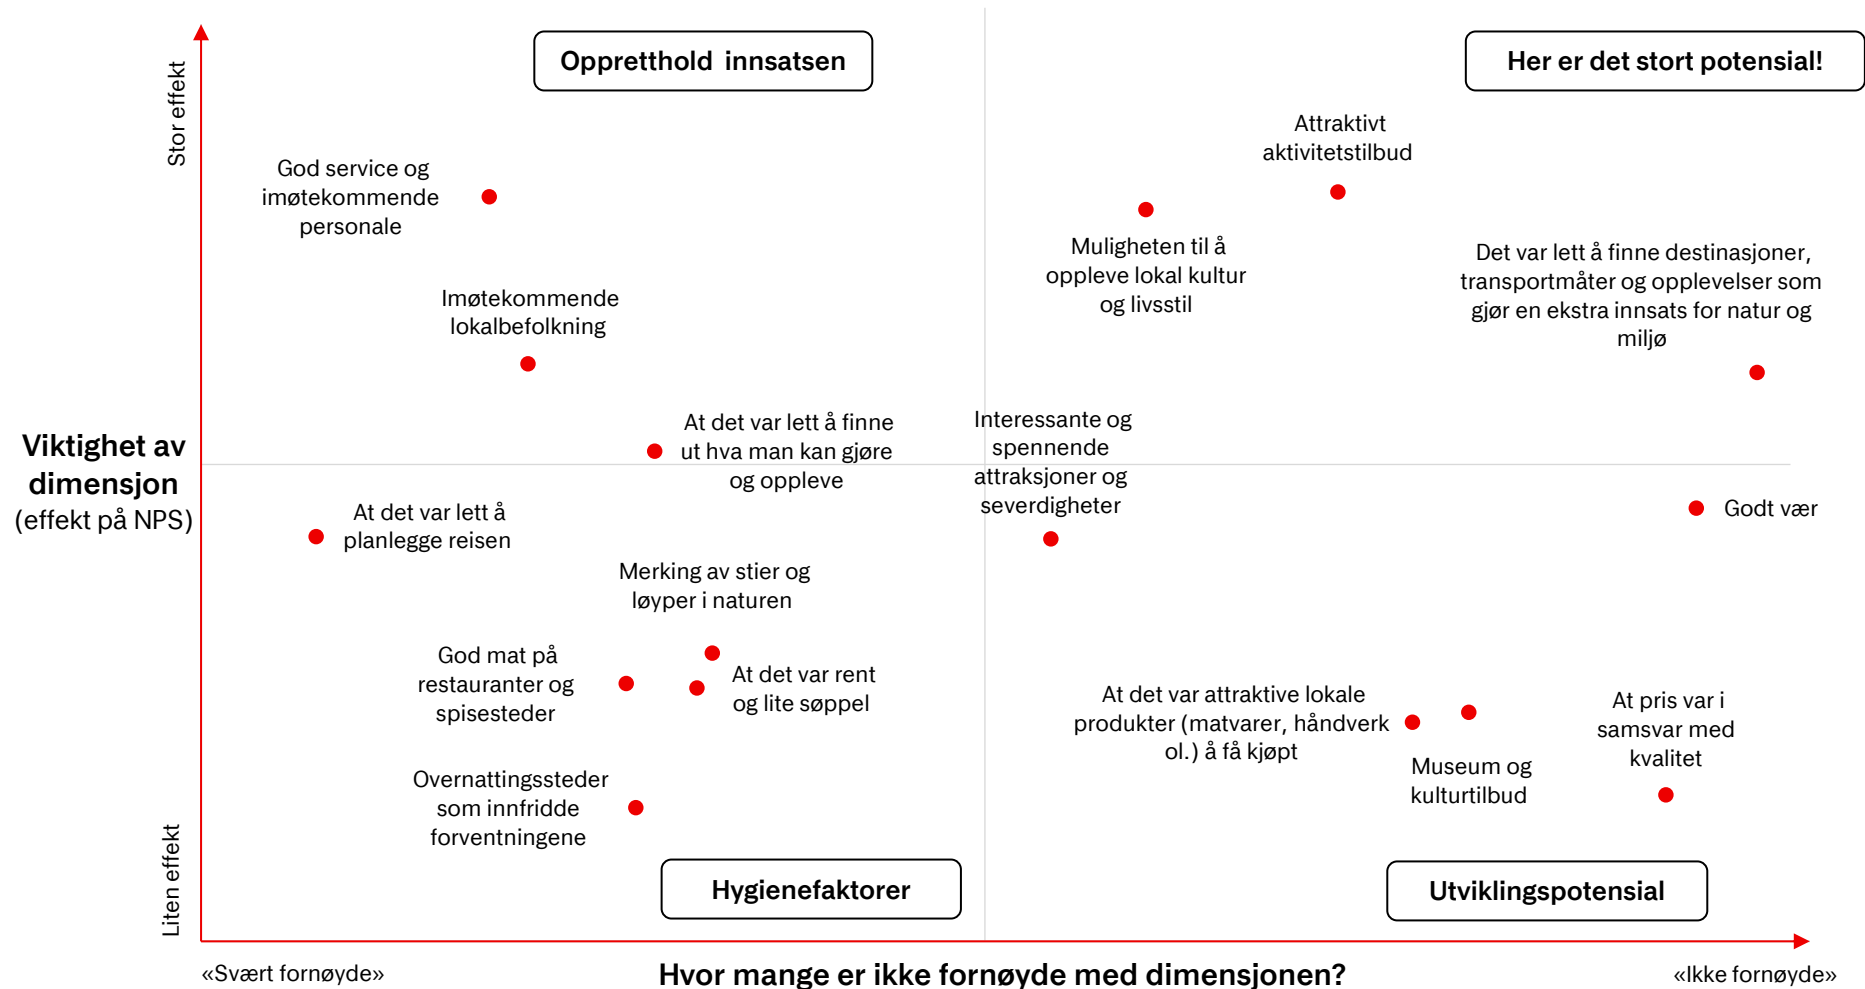 Oppretthold innsatsen
Her er det stort potensial!
Stor effekt
God service og
imøtekommende
personale
Attraktivt
aktivitetstilbud
Muligheten til å
oppleve lokal kultur
og livsstil
Det var lett å finne destinasjoner,
transportmåter og opplevelser som
gjør en ekstra innsats for natur og
miljø
Imøtekommende
lokalbefolkning
At det var lett å finne
ut hva man kan gjøre
og oppleve
Interessante og
spennende
attraksjoner og
severdigheter
Viktighet av
dimensjon
(effekt på NPS)
Godt vær
At det var lett å
planlegge reisen
Merking av stier og
løyper i naturen
God mat på
restauranter og
spisesteder
At det var rent
og lite søppel
At det var attraktive lokale
produkter (matvarer, håndverk
ol.) å få kjøpt
Museum og
kulturtilbud
At pris var i
samsvar med
kvalitet
Overnattingssteder
som innfridde
forventningene
Liten effekt
Hygienefaktorer
Utviklingspotensial
«Svært fornøyde»
Hvor mange er ikke fornøyde med dimensjonen?
«Ikke fornøyde»